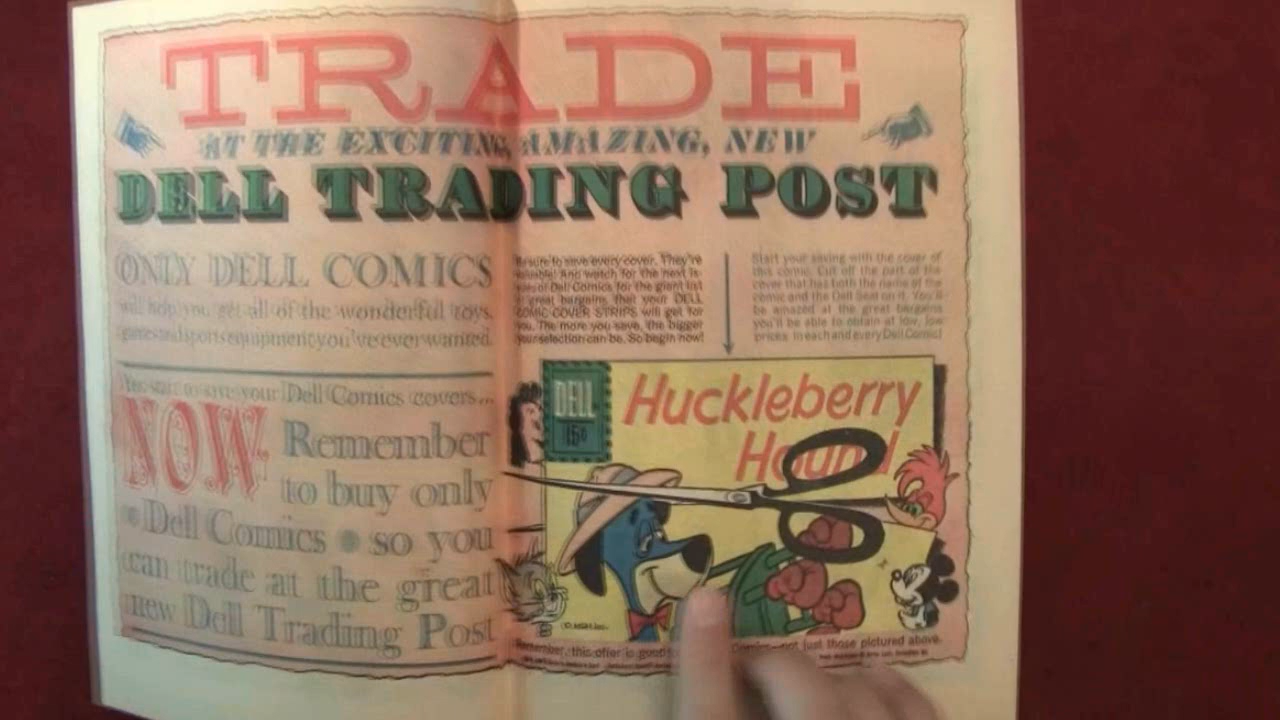 TRADE
AT THE EXCITING, AMAZING, NEW
DELL TRADING POST
ONLY DELL COMICS
will help you get all of the wonderful toys,
games and sports equipment you've ever wanted.
Yes, start to save your Dell Comics covers...
NOW Remember
to buy only
Dell Comics • so you
can trade at the great
new Dell Trading Post
Be sure to save every cover. They're
valuable! And watch for the next is-
sues of Dell Comics for the giant list
of great bargains that your DELL
COMIC COVER STRIPS will get for
you. The more you save, the bigger
your selection can be. So begin now!
Start your saving with the cover of
this comic. Cut off the part of the
cover that has both the name of the
comic and the Dell Seal on it. You'll
be amazed at the great bargains
you'll be able to obtain at low, low
prices. In each and every Dell Comic!
DELL
15¢
Huckleberry
Hound
Remember, this offer is good
Comics—not just those pictured above.